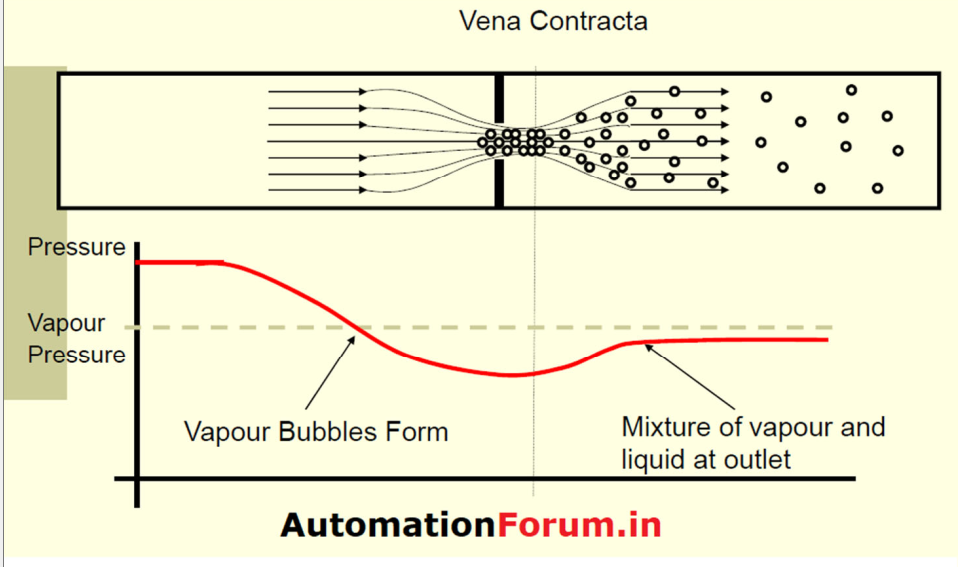 Vena Contracta
Pressure
Vapour
Pressure
Vapour Bubbles Form
Mixture of vapour and
liquid at outlet
AutomationForum.in